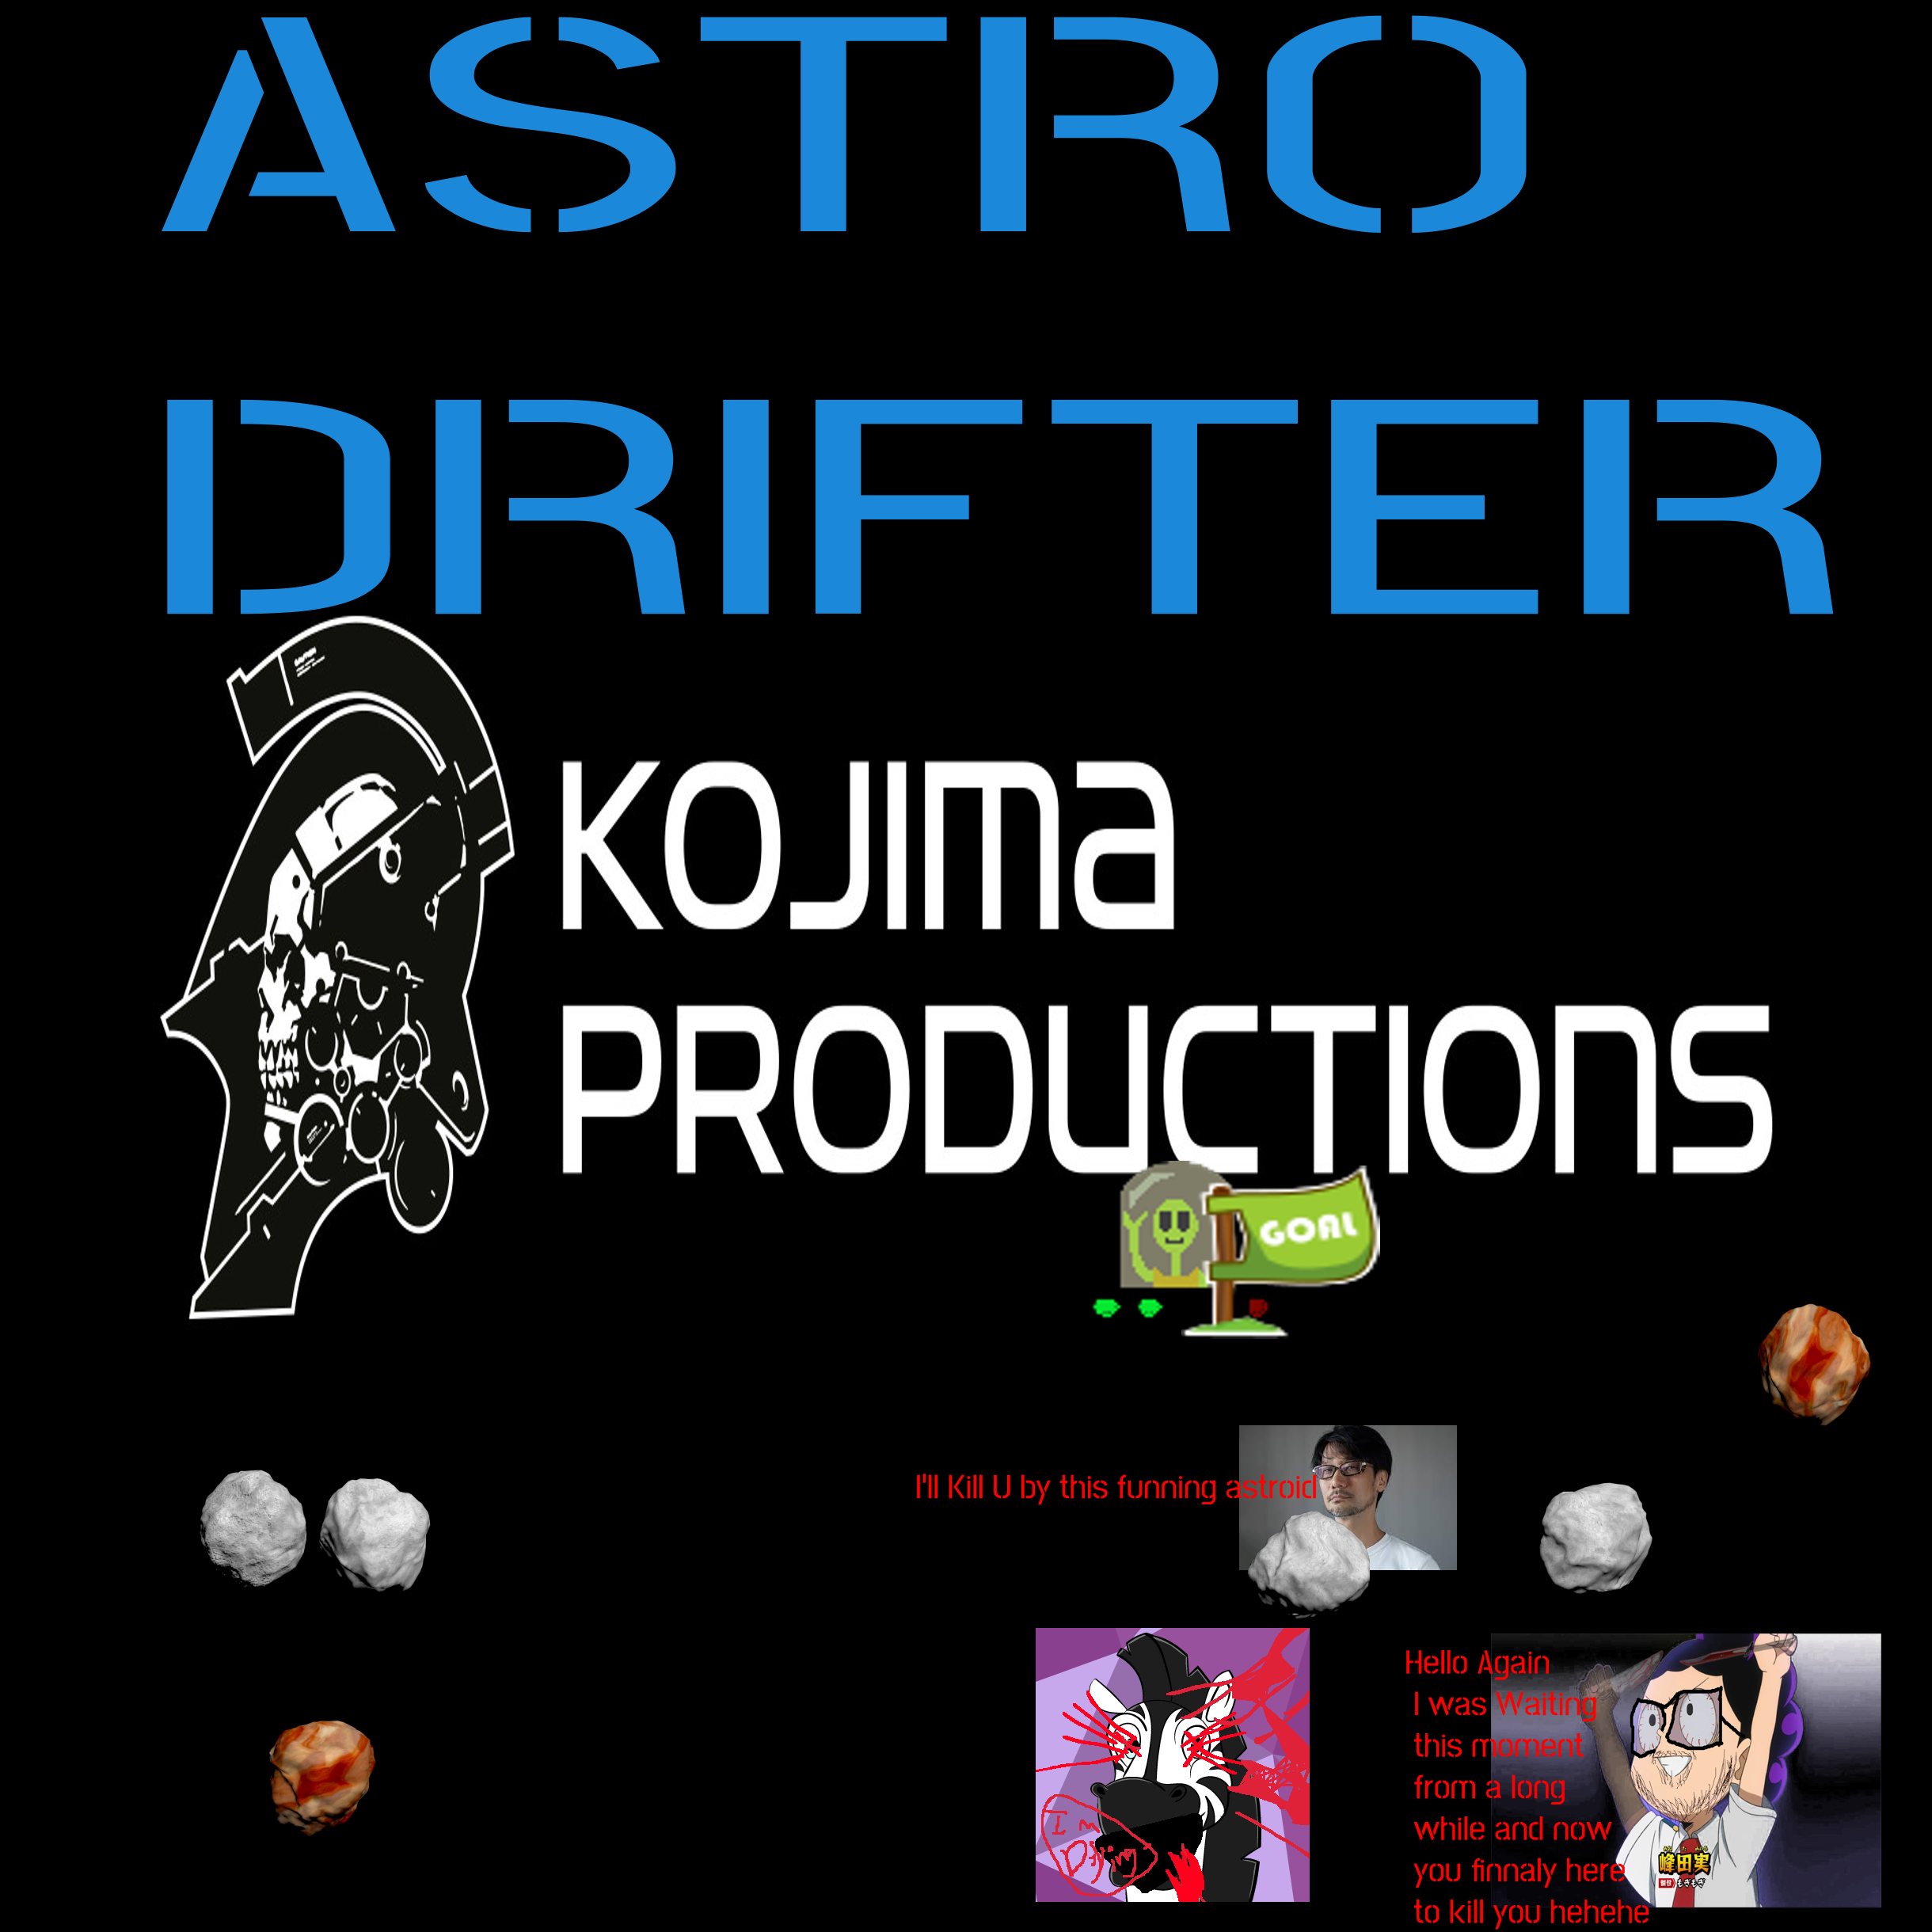 ASTRO
DRIFTER
KOJIMA
PRODUCTIONS
GOAL
I'll Kill U by this funning astroid
Hello Again
I was Waiting
this moment
from a long
while and now
you finnaly here
to kill you hehehe
I'm
Dying
峰田実